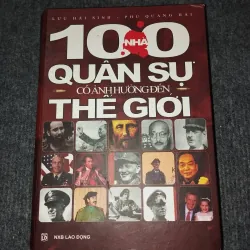 100
NHÀ
QUÂN SỰ
CÓ ẢNH HƯỞNG ĐẾN
THẾ GIỚI
NXB LAO ĐỘNG